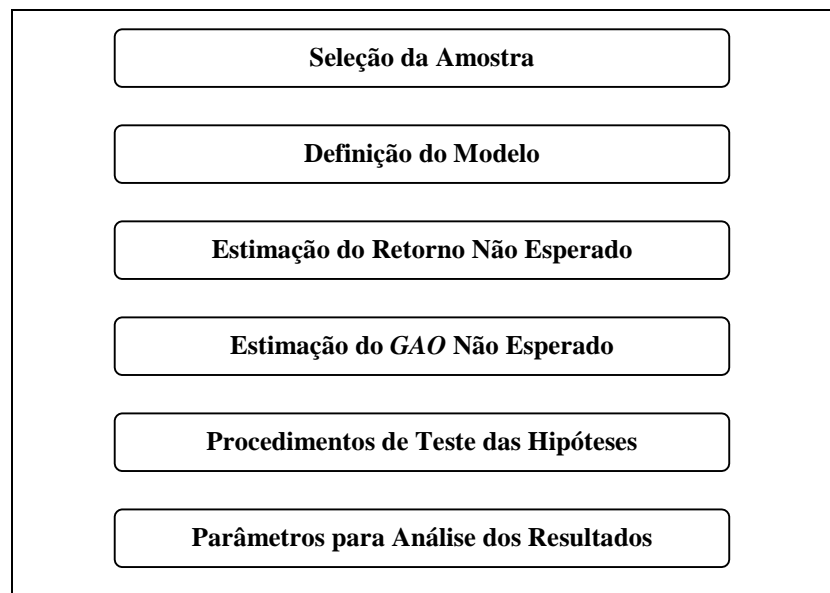 Seleção da Amostra
Definição do Modelo
Estimação do Retorno Não Esperado
Estimação do GAO Não Esperado
Procedimentos de Teste das Hipóteses
Parâmetros para Análise dos Resultados